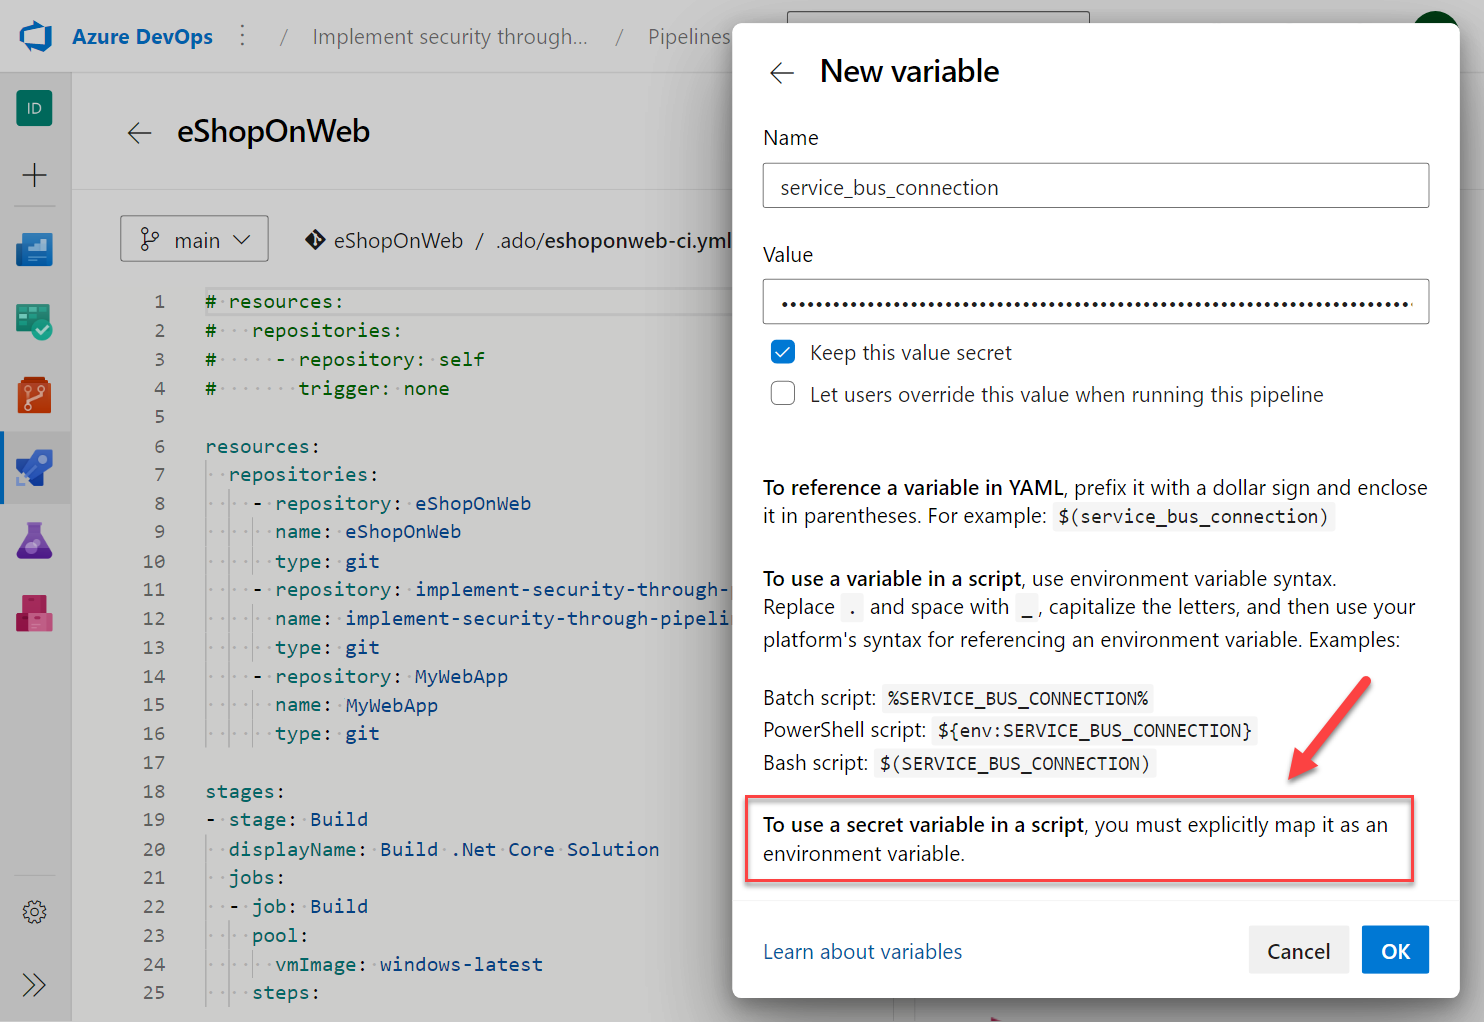 Azure DevOps / Implement security through... / Pipelines
ID
eShopOnWeb
main
eShopOnWeb / .ado/eshoponweb-ci.yml
1 # resources:
2 # repositories:
3 # - repository: self
4 # trigger: none
5
6 resources:
7 repositories:
8 - repository: eShopOnWeb
9 name: eShopOnWeb
10 type: git
11 - repository: implement-security-through-
12 name: implement-security-through-pipeli
13 type: git
14 - repository: MyWebApp
15 name: MyWebApp
16 type: git
17
18 stages:
19 - stage: Build
20 displayName: Build .Net Core Solution
21 jobs:
22 - job: Build
23 pool:
24 vmImage: windows-latest
25 steps:
New variable
Name
service_bus_connection
Value
Keep this value secret
Let users override this value when running this pipeline
To reference a variable in YAML, prefix it with a dollar sign and enclose
it in parentheses. For example: $(service_bus_connection)
To use a variable in a script, use environment variable syntax.
Replace . and space with _, capitalize the letters, and then use your
platform's syntax for referencing an environment variable. Examples:
Batch script: %SERVICE_BUS_CONNECTION%
PowerShell script: ${env:SERVICE_BUS_CONNECTION}
Bash script: $(SERVICE_BUS_CONNECTION)
To use a secret variable in a script, you must explicitly map it as an
environment variable.
Learn about variables
Cancel
OK